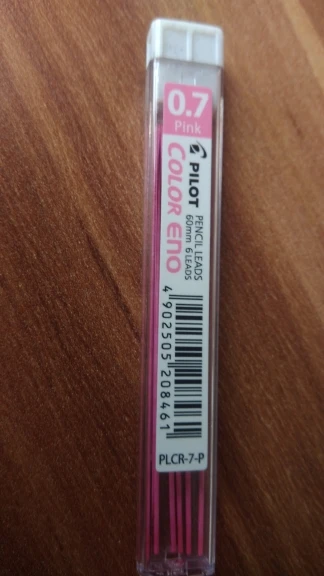 0.7
Pink
PILOT
COLOR ENO
PENCIL LEADS
60mm 6 LEADS
4 902505 208461
PLCR-7-P